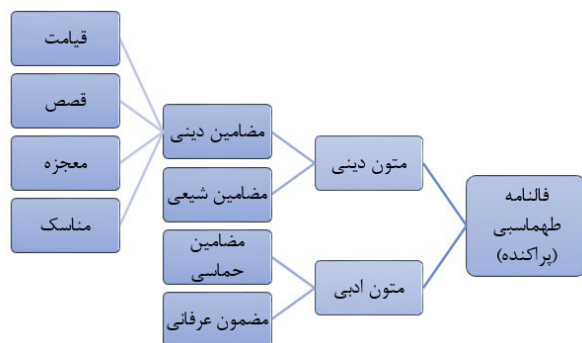 فالنامه
طهماسبی
(پراکنده)
متون دینی
متون ادبی
مضامین دینی
مضامین شیعی
مضامین
حماسی
مضمون عرفانی
قیامت
قصص
معجزه
مناسک